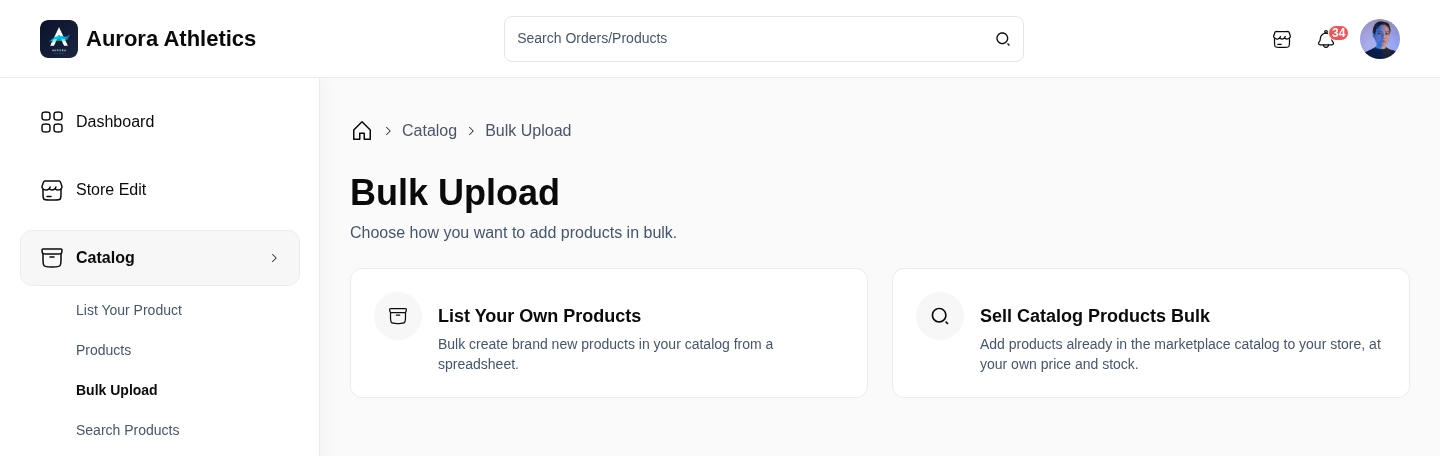 Aurora Athletics
Search Orders/Products
34
Dashboard
Store Edit
Catalog
List Your Product
Products
Bulk Upload
Search Products
Catalog
Bulk Upload
Bulk Upload
Choose how you want to add products in bulk.
List Your Own Products
Bulk create brand new products in your catalog from a
spreadsheet.
Sell Catalog Products Bulk
Add products already in the marketplace catalog to your store, at
your own price and stock.